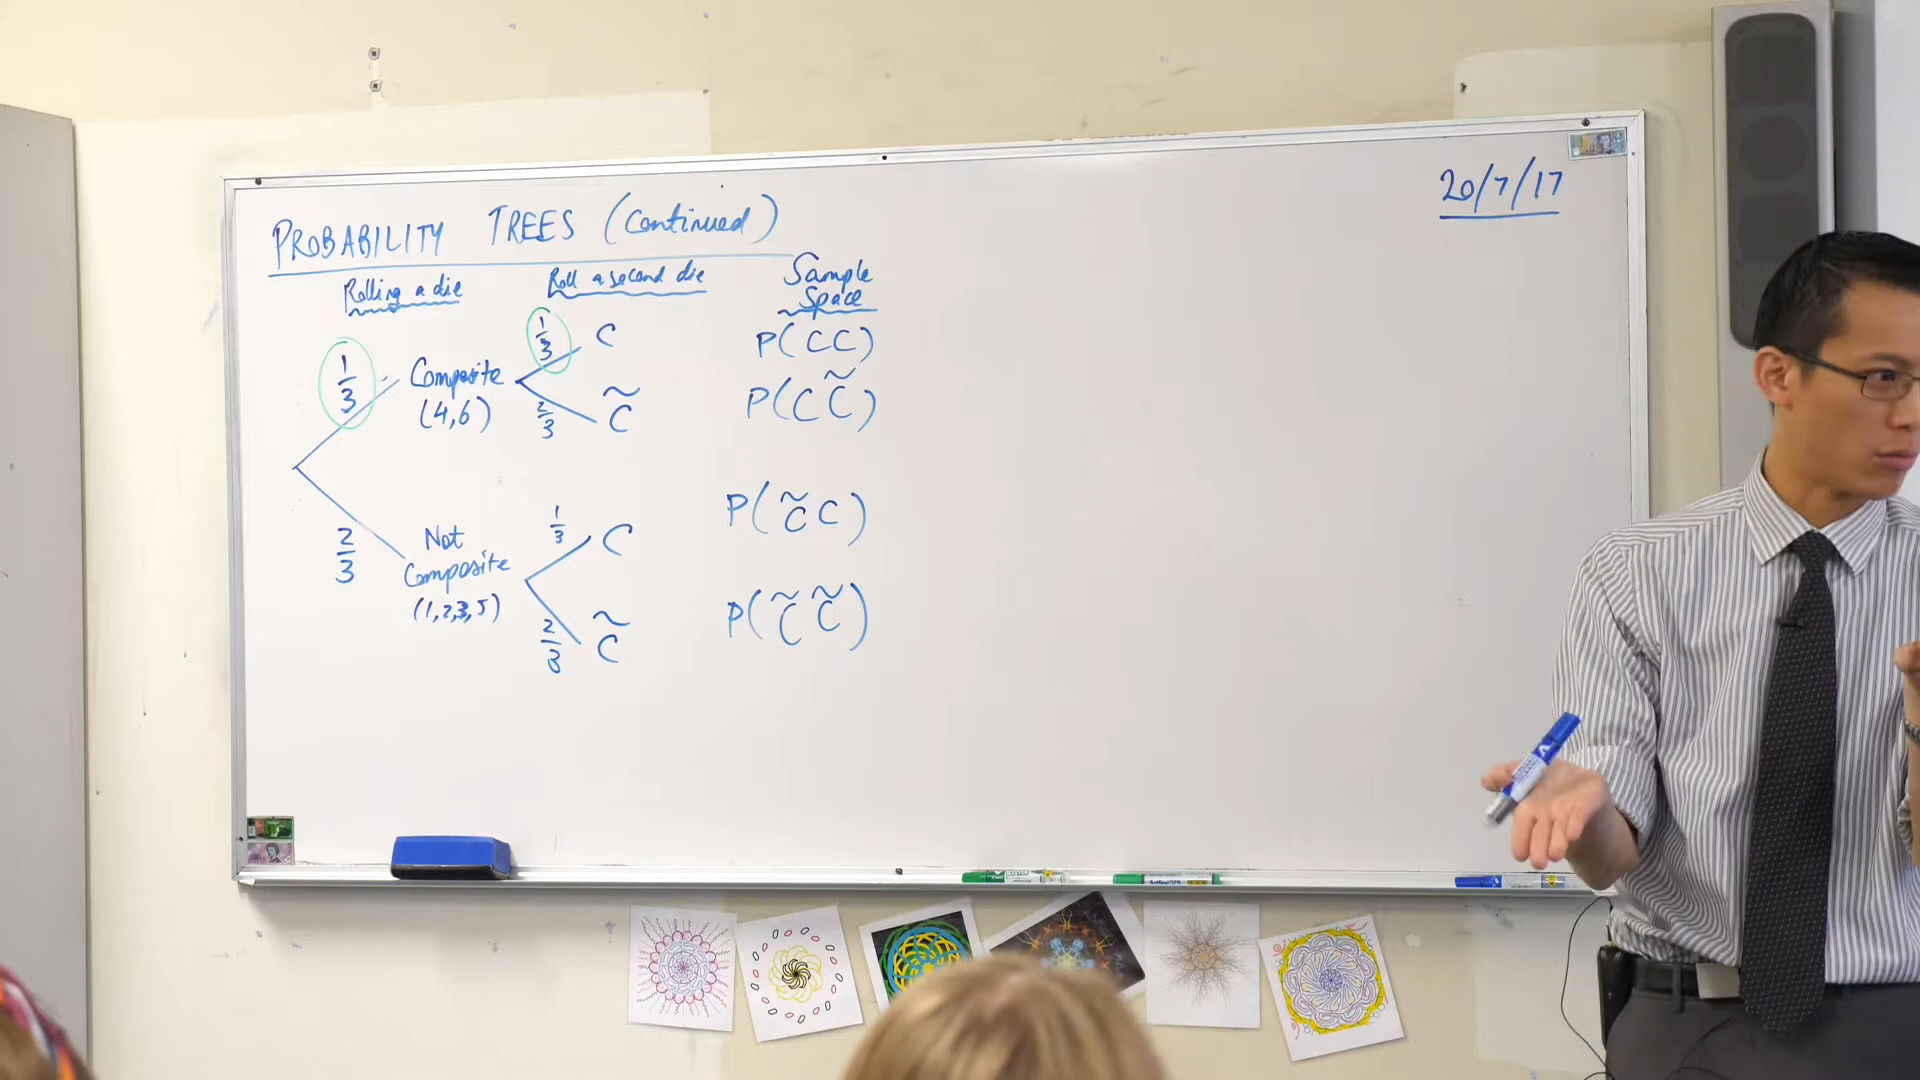 PROBABILITY TREES (Continued)
20/7/17
Rolling a die
Roll a second die
Sample
Space
1/3
Composite
(4,6)
1/3
C
2/3
C̃
P(CC)
P(CC̃)
2/3
Not
Composite
(1,2,3,5)
1/3
C
2/3
C̃
P(C̃C)
P(C̃C̃)